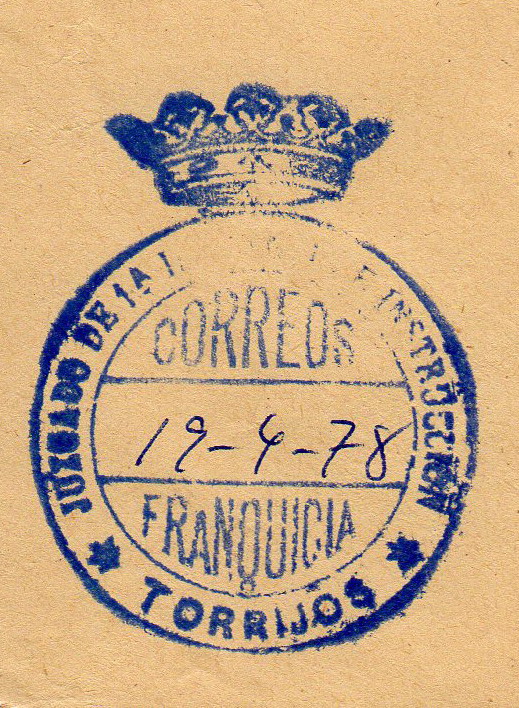 JUZGADO DE 1A I E INSTRUCCION
CORREOS
19-4-78
FRANQUICIA
TORRIJOS